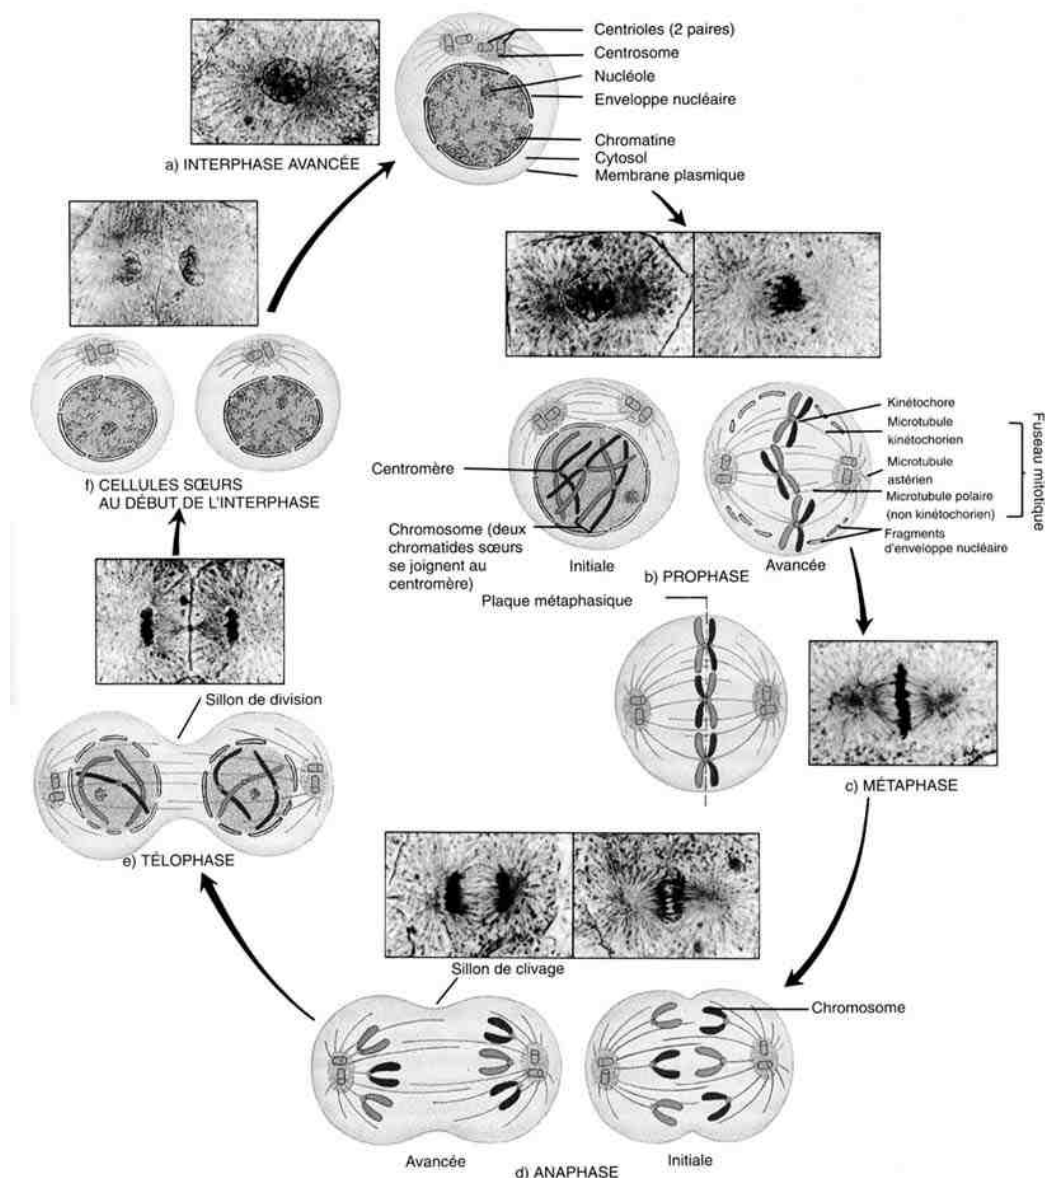 Centrioles (2 paires)
Centrosome
Nucléole
Enveloppe nucléaire
Chromatine
Cytosol
Membrane plasmique
a) INTERPHASE AVANCÉE
Kinétochore
Microtubule
kinétochorien
Microtubule
astérien
Microtubule polaire
(non kinétochorien)
Fragments
d'enveloppe nucléaire
Fuseau mitotique
Centromère
Chromosome (deux
chromatides sœurs
se joignent au
centromère)
Initiale
Avancée
b) PROPHASE
Plaque métaphasique
c) MÉTAPHASE
Chromosome
Sillon de clivage
Avancée
Initiale
d) ANAPHASE
Sillon de division
e) TÉLOPHASE
f) CELLULES SŒURS
AU DÉBUT DE L'INTERPHASE